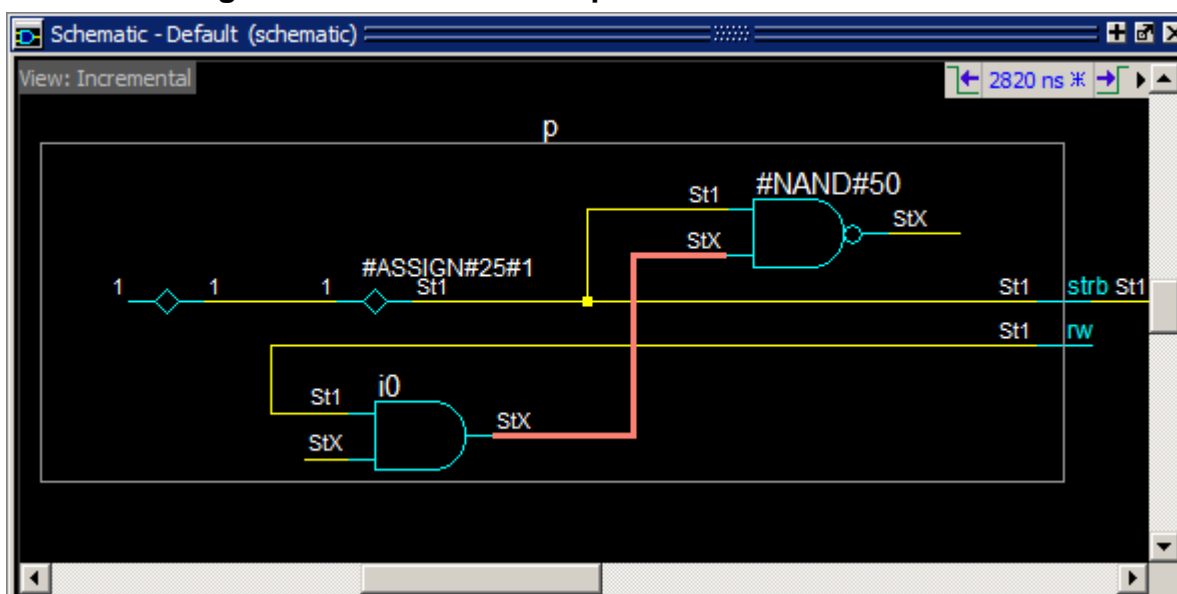 Schematic - Default (schematic)
View: Incremental
2820 ns
p
#NAND#50
St1
StX
StX
#ASSIGN#25#1
1
1
1
St1
St1
strb
St1
St1
rw
i0
St1
StX
StX